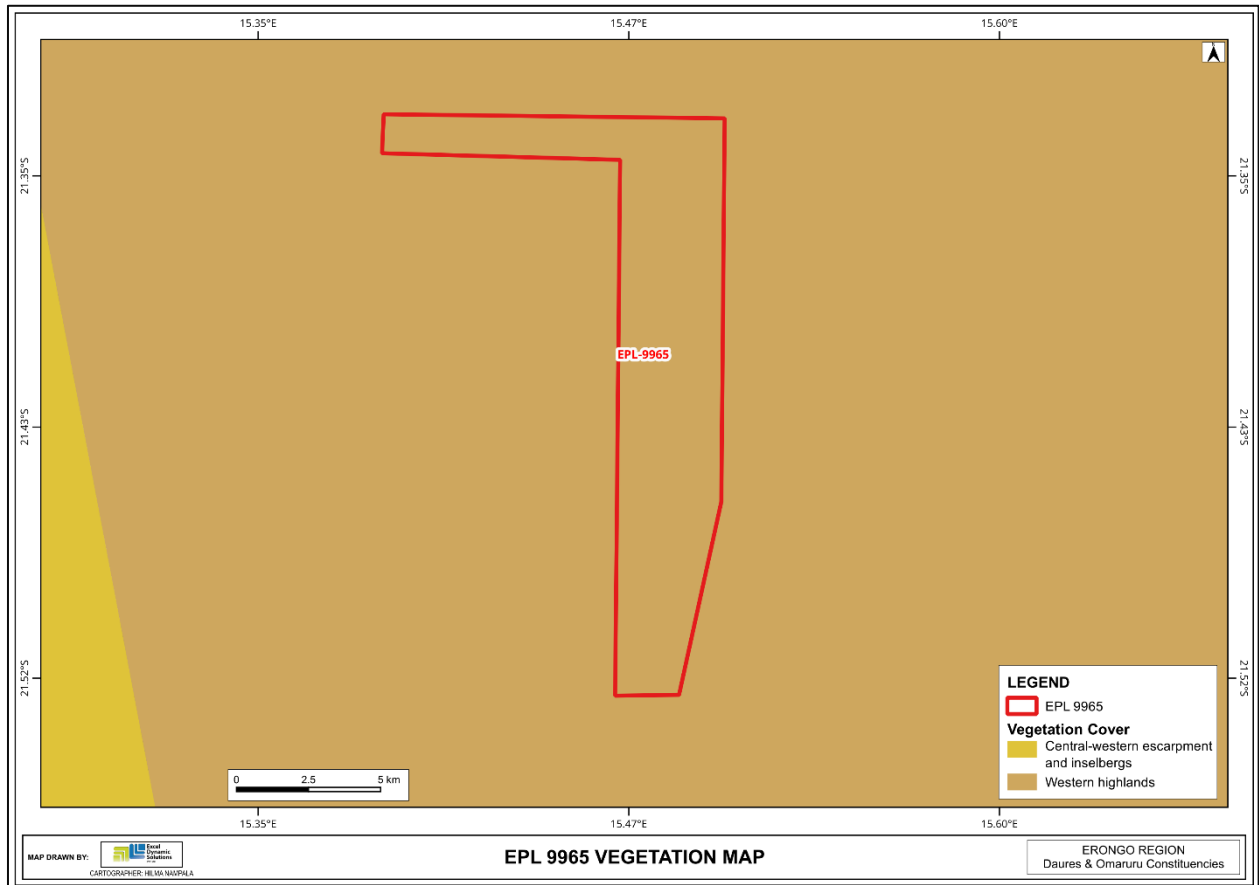 15.35°E
15.47°E
15.60°E
21.35°S
21.35°S
EPL-9965
21.43°S
21.43°S
21.52°S
21.52°S
LEGEND
EPL 9965
Vegetation Cover
Central-western escarpment
and inselbergs
Western highlands
0 2.5 5 km
15.35°E
15.47°E
15.60°E
MAP DRAWN BY:
Excel
Dynamic
Solutions
CARTOGRAPHER: HILMA NAMPALA
EPL 9965 VEGETATION MAP
ERONGO REGION
Daures & Omaruru Constituencies